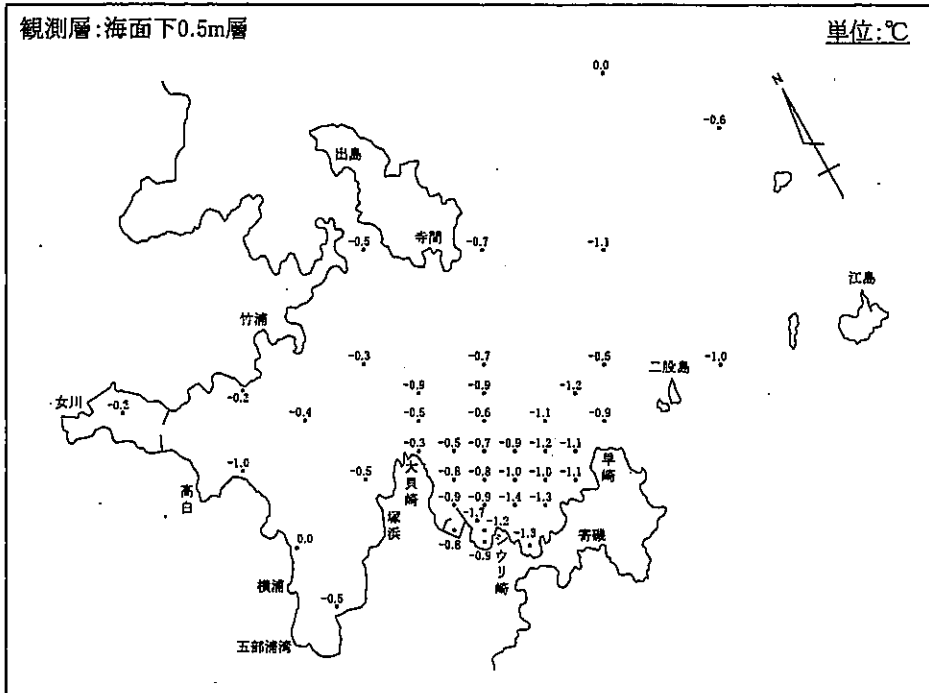 観測層:海面下0.5m層 単位:℃
0.0
N
-0.6
出島
寺間
-0.5 -0.7 -1.1
江島
竹浦
-0.3 -0.7 -0.5 -1.0
二股島
-0.9 -0.9 -1.2
女川 -0.2 -0.2
-0.4 -0.5 -0.6 -1.1 -0.9
-0.3 -0.5 -0.7 -0.9 -1.2 -1.1
早崎
-1.0 -0.5 大貝崎 -0.8 -0.8 -1.0 -1.0 -1.1
高白
-0.9 -0.9 -1.4 -1.3
塚浜
-1.7 -1.2
0.0 -0.8 -0.9 -1.3 寄磯
シウリ崎
横浦
-0.5
五部浦湾